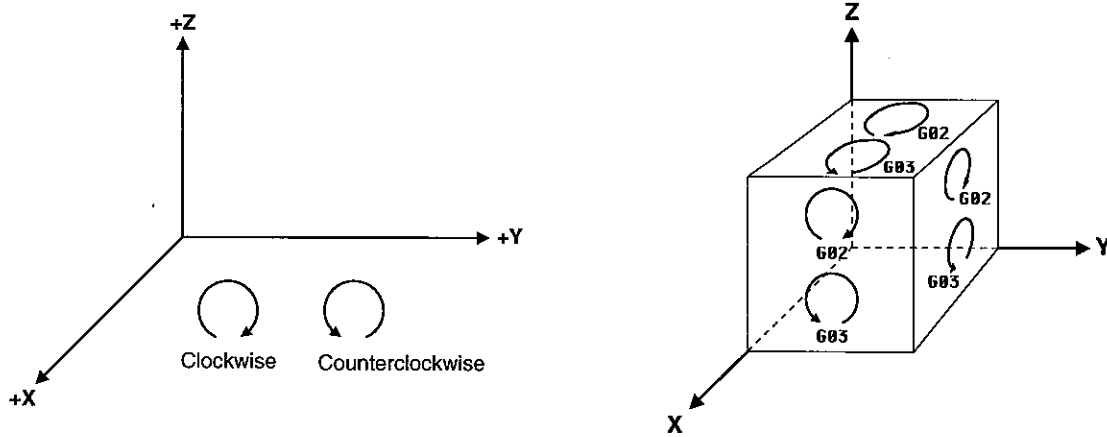 +Z
+Y
+X
Clockwise
Counterclockwise
Z
G02
G03
G02
G02
G03
G03
Y
X